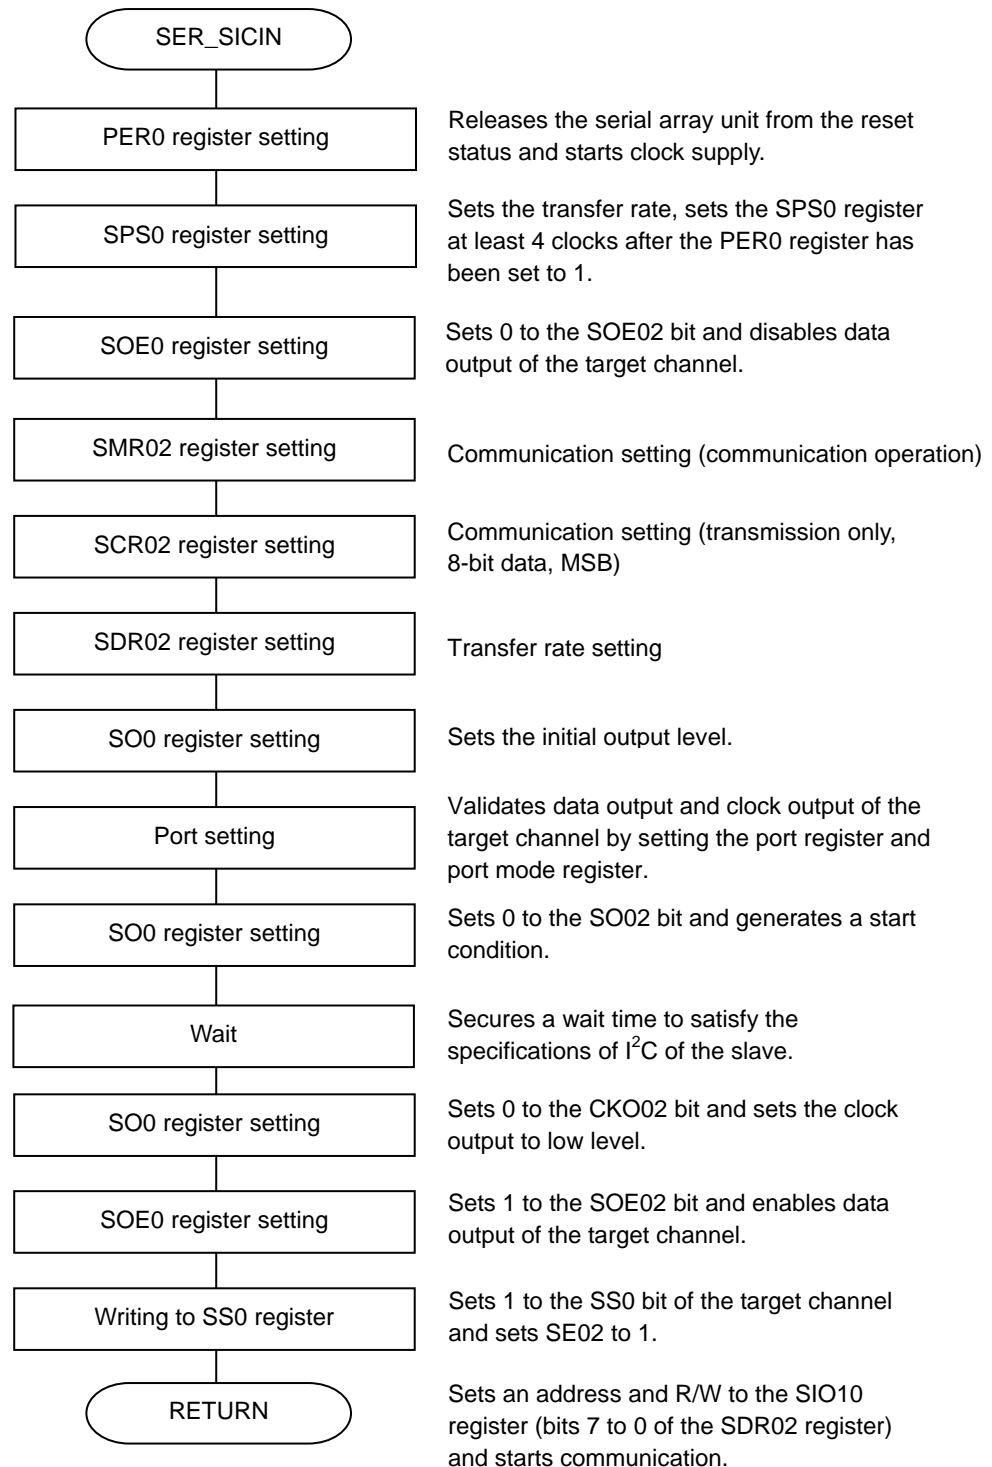 SER_SICIN
PER0 register setting
Releases the serial array unit from the reset
status and starts clock supply.
SPS0 register setting
Sets the transfer rate, sets the SPS0 register
at least 4 clocks after the PER0 register has
been set to 1.
SOE0 register setting
Sets 0 to the SOE02 bit and disables data
output of the target channel.
SMR02 register setting
Communication setting (communication operation)
SCR02 register setting
Communication setting (transmission only,
8-bit data, MSB)
SDR02 register setting
Transfer rate setting
SO0 register setting
Sets the initial output level.
Port setting
Validates data output and clock output of the
target channel by setting the port register and
port mode register.
SO0 register setting
Sets 0 to the SO02 bit and generates a start
condition.
Wait
Secures a wait time to satisfy the
specifications of I²C of the slave.
SO0 register setting
Sets 0 to the CKO02 bit and sets the clock
output to low level.
SOE0 register setting
Sets 1 to the SOE02 bit and enables data
output of the target channel.
Writing to SS0 register
Sets 1 to the SS0 bit of the target channel
and sets SE02 to 1.
RETURN
Sets an address and R/W to the SIO10
register (bits 7 to 0 of the SDR02 register)
and starts communication.